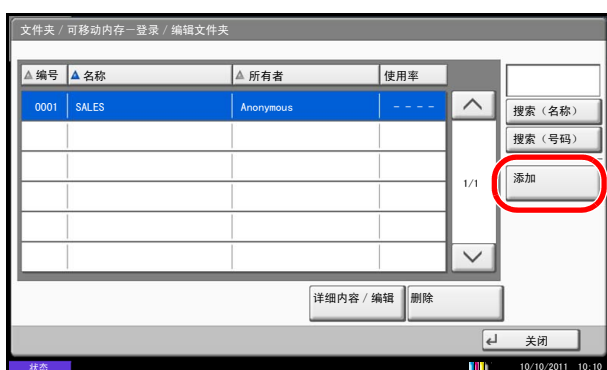 文件夹 / 可移动内存－登录 / 编辑文件夹
编号 名称 所有者 使用率
0001 SALES Anonymous - - - -
搜索（名称）
搜索（号码）
1/1 添加
详细内容 / 编辑 删除
关闭
状态 10/10/2011 10:10